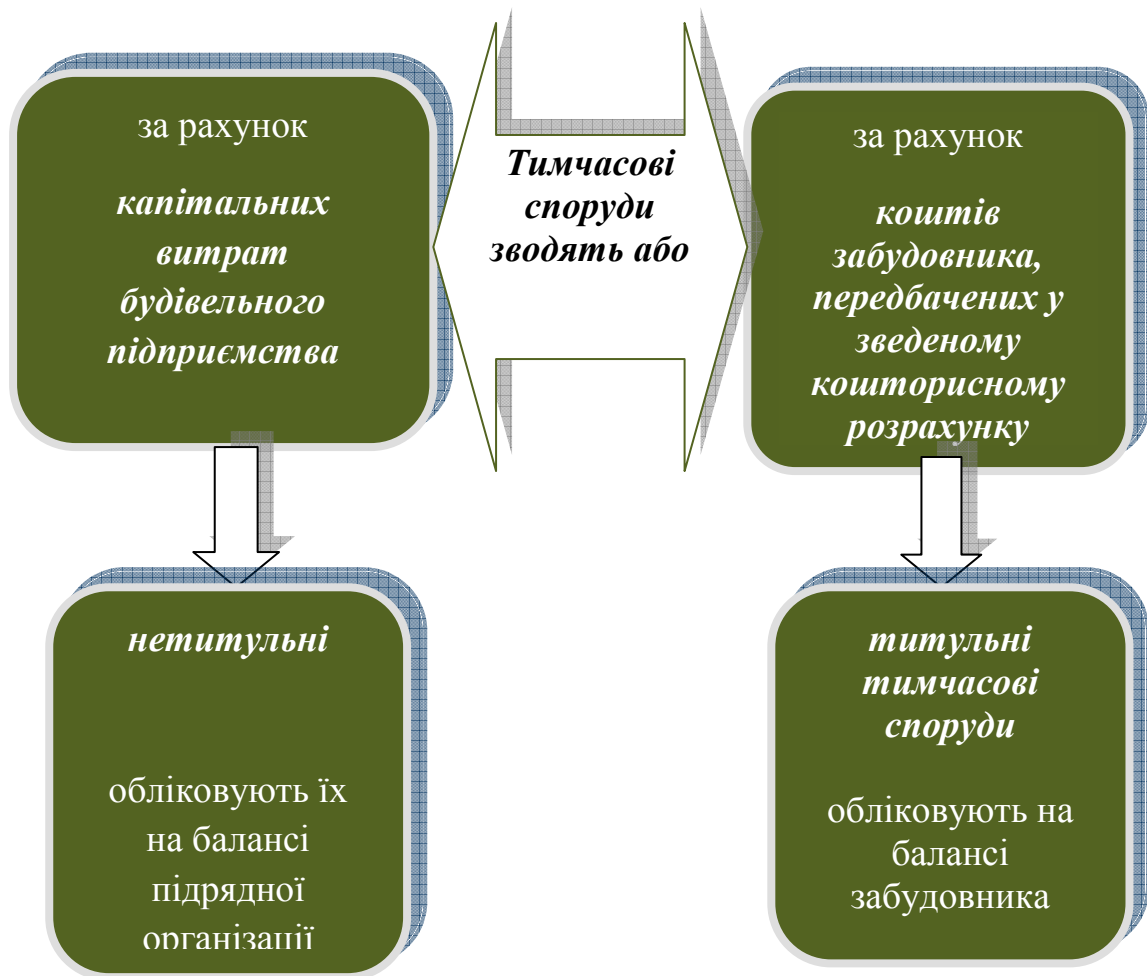 за рахунок
капітальних
витрат
будівельного
підприємства
Тимчасові
споруди
зводять або
за рахунок
коштів
забудовника,
передбачених у
зведеному
кошторисному
розрахунку
нетитульні
обліковують їх
на балансі
підрядної
організації
титульні
тимчасові
споруди
обліковують на
балансі
забудовника